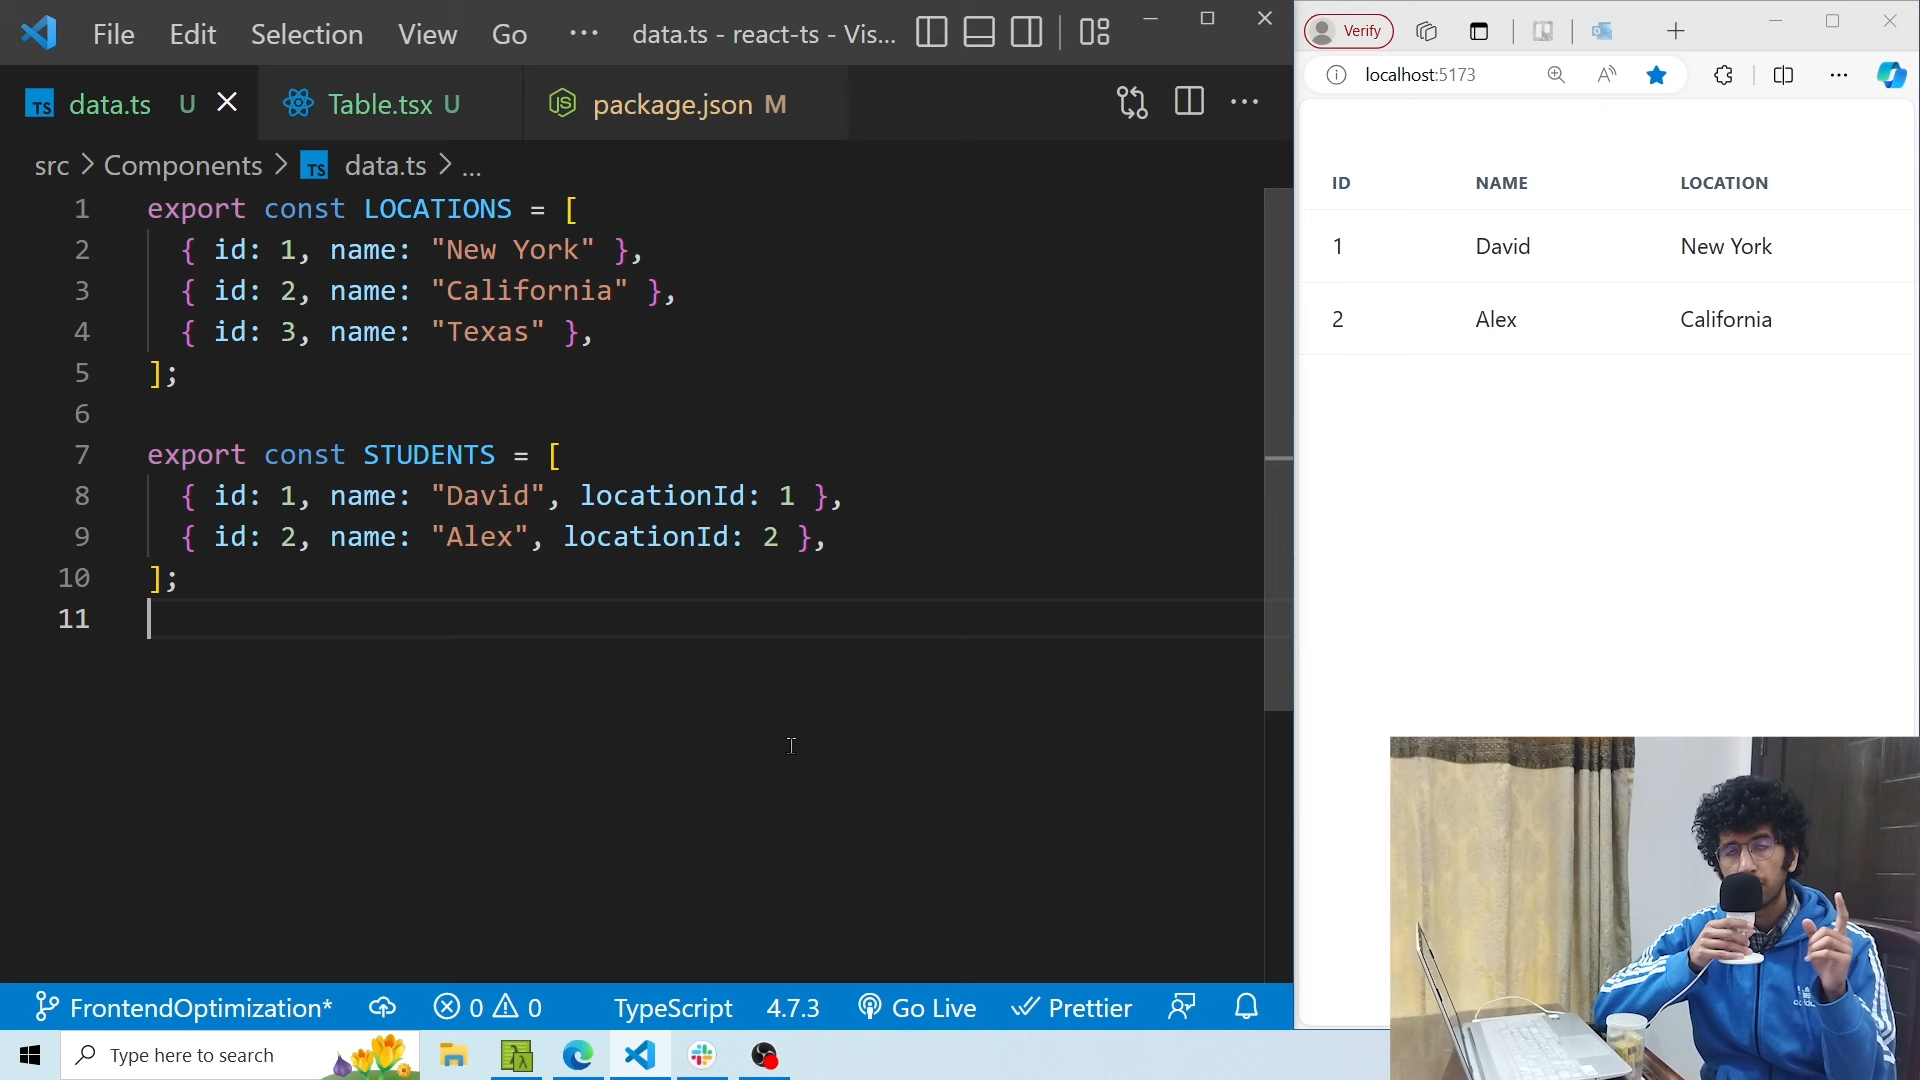 File Edit Selection View Go ··· data.ts - react-ts - Vis...
TS data.ts U
Table.tsx U
JS package.json M
src > Components > TS data.ts > ...
1 export const LOCATIONS = [
2 { id: 1, name: "New York" },
3 { id: 2, name: "California" },
4 { id: 3, name: "Texas" },
5 ];
6
7 export const STUDENTS = [
8 { id: 1, name: "David", locationId: 1 },
9 { id: 2, name: "Alex", locationId: 2 },
10 ];
11
FrontendOptimization* 0 0 TypeScript 4.7.3 Go Live Prettier
Type here to search
Verify
localhost:5173
ID NAME LOCATION
1 David New York
2 Alex California